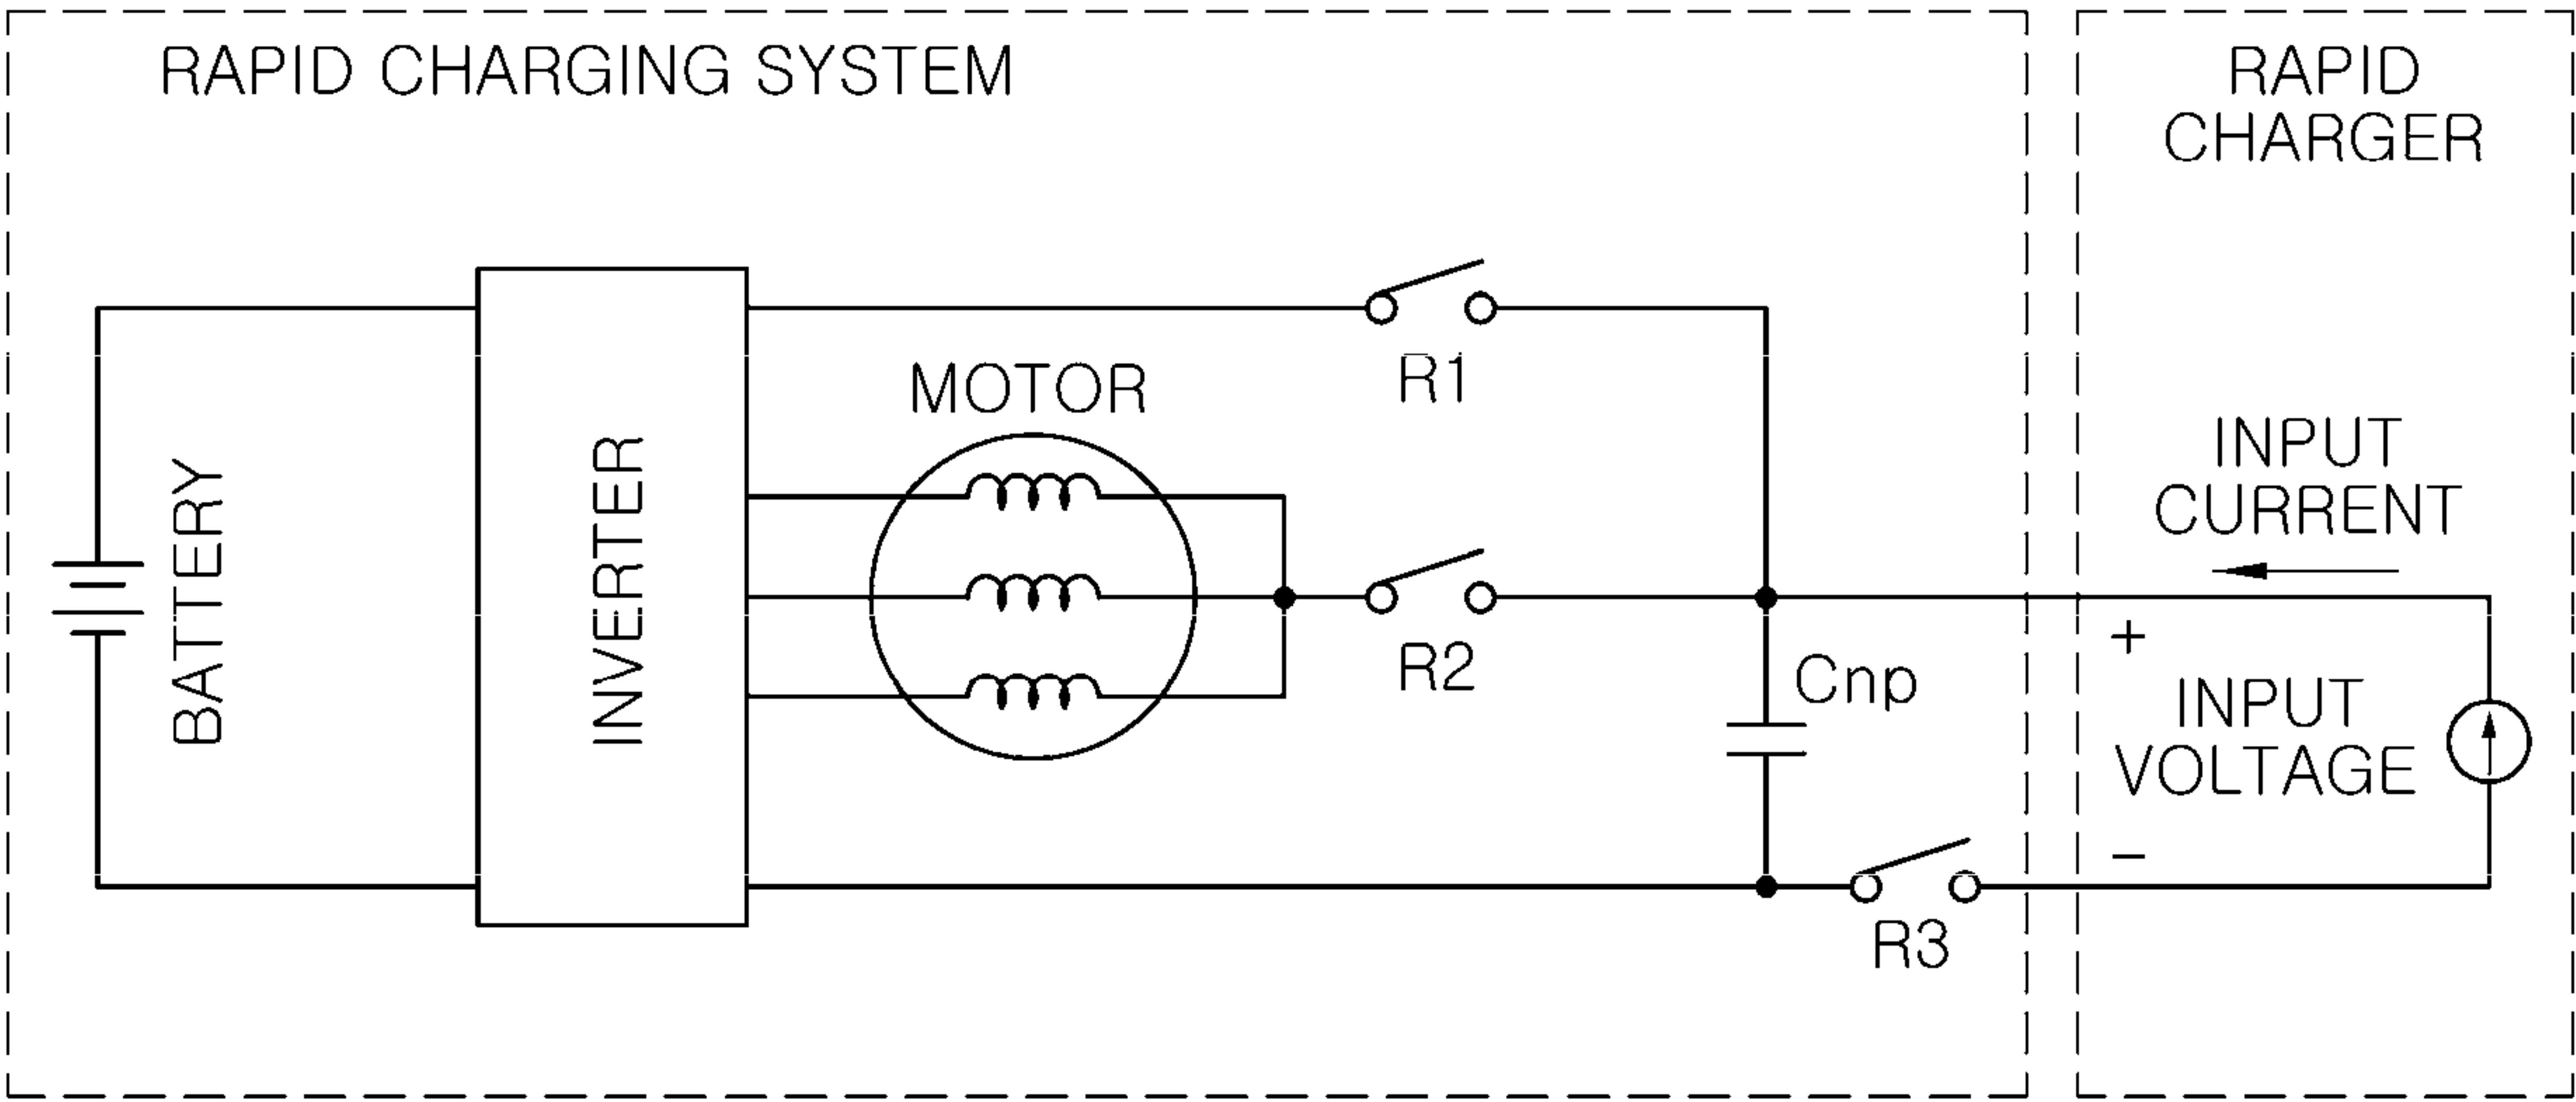 RAPID CHARGING SYSTEM
RAPID
CHARGER
R1
MOTOR
INPUT
CURRENT
BATTERY
INVERTER
R2
Cnp
+
INPUT
VOLTAGE
−
R3